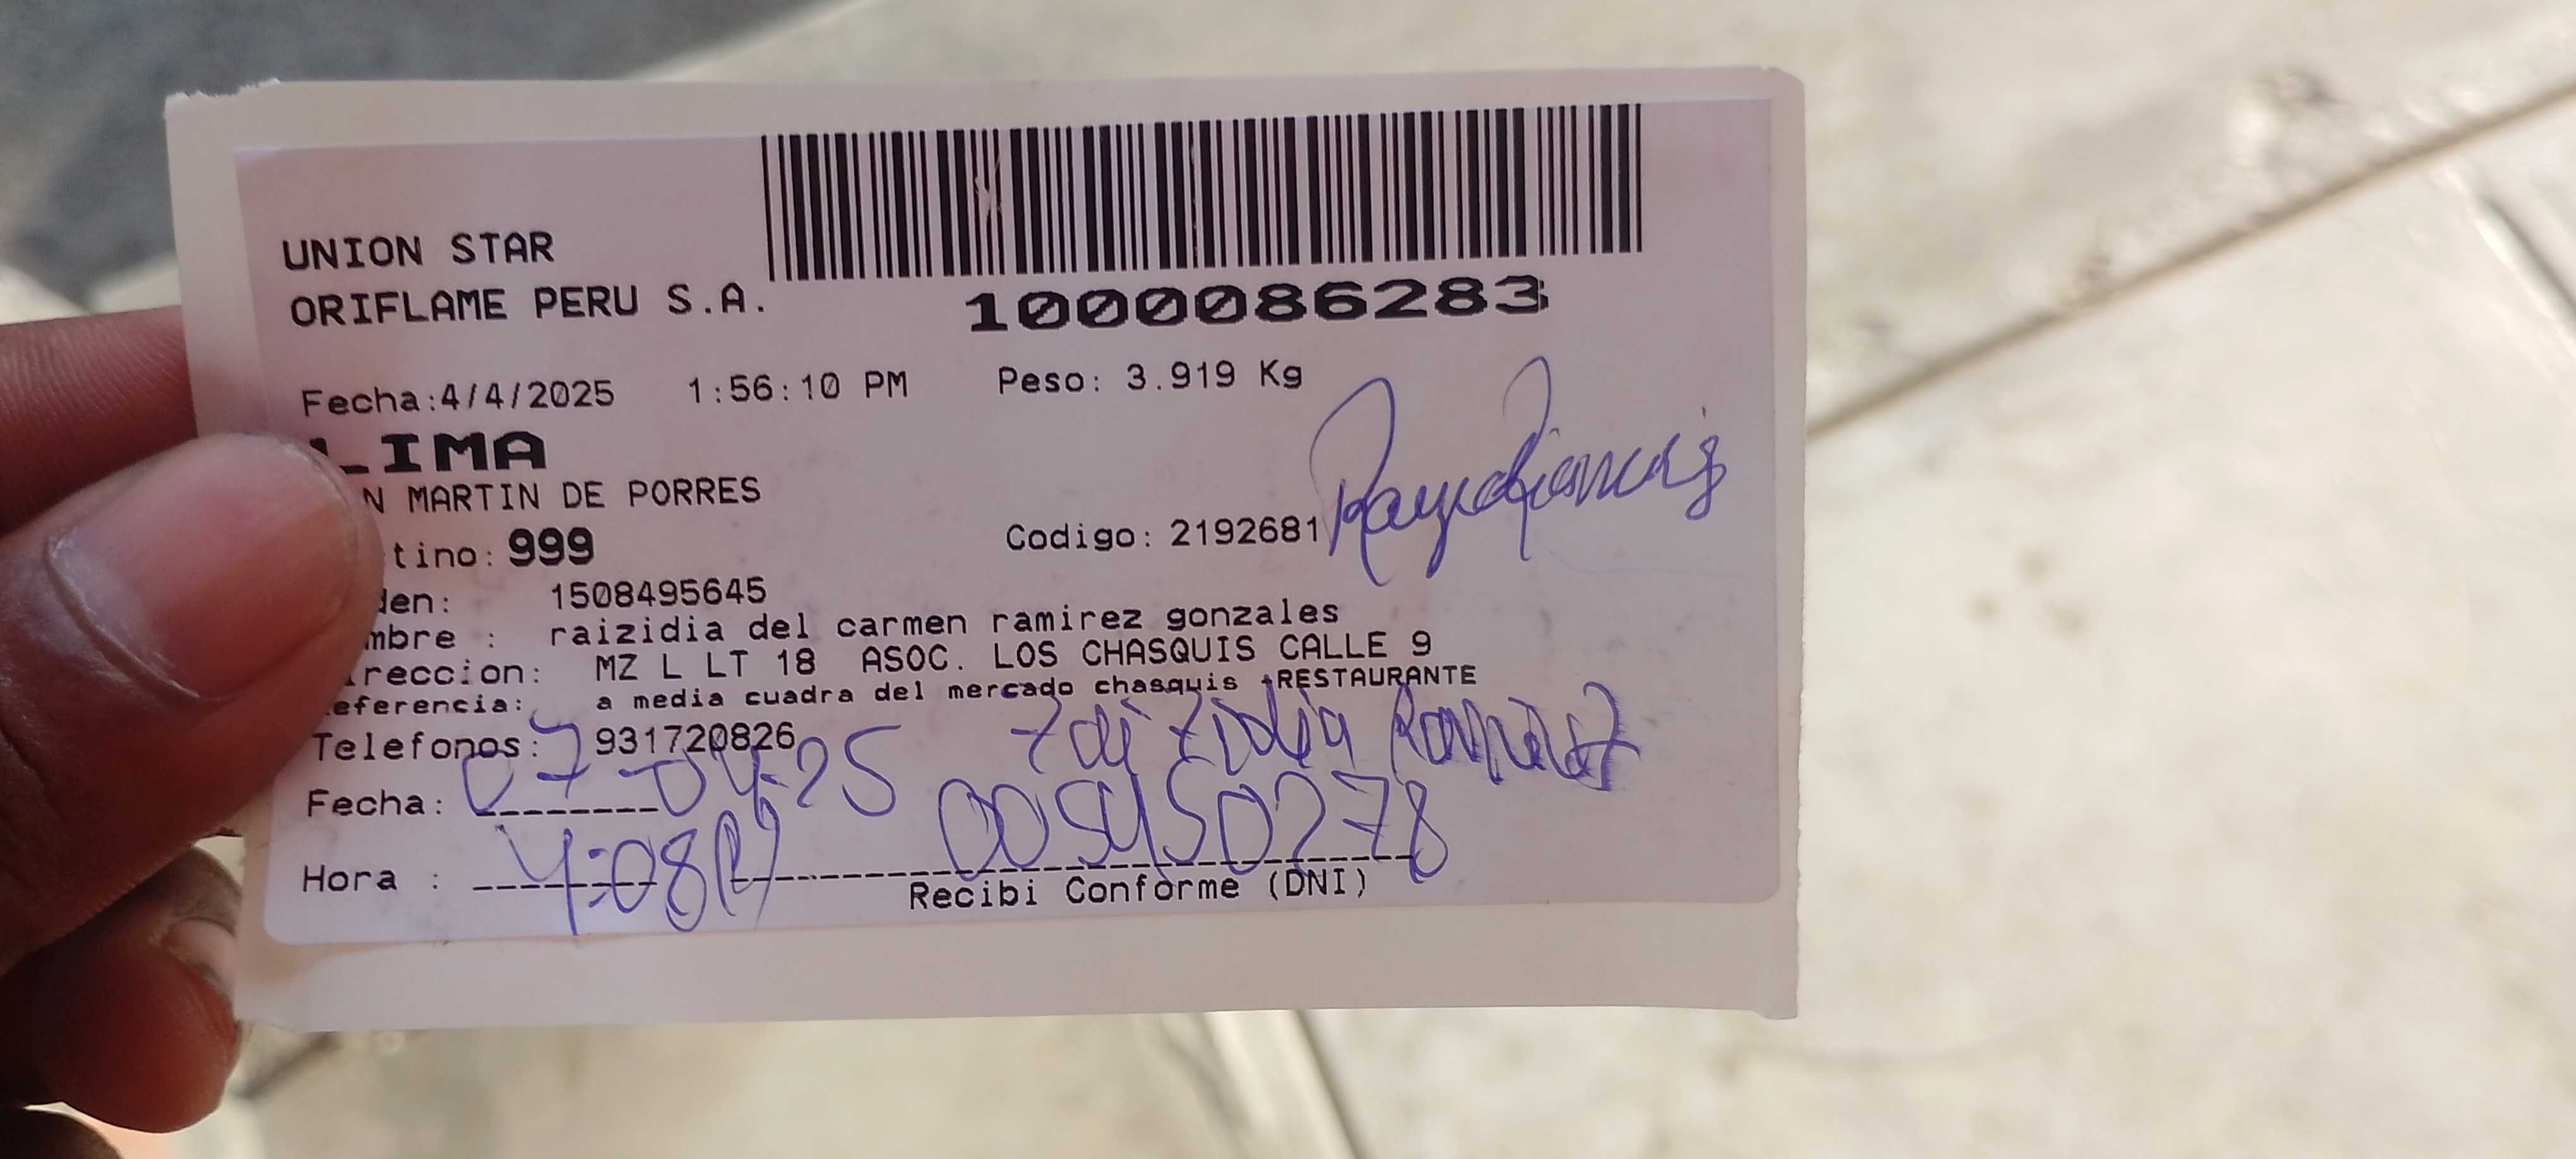 UNION STAR
ORIFLAME PERU S.A.
1000086283
Fecha:4/4/2025 1:56:10 PM Peso: 3.919 Kg
LIMA
N MARTIN DE PORRES
tino: 999 Codigo: 2192681
den: 1508495645
mbre : raizidia del carmen ramirez gonzales
reccion: MZ L LT 18 ASOC. LOS CHASQUIS CALLE 9
eferencia: a media cuadra del mercado chasquis -RESTAURANTE
Telefonos: 931720826
Fecha: 07-04-25
Hora : 4:08
Recibi Conforme (DNI)